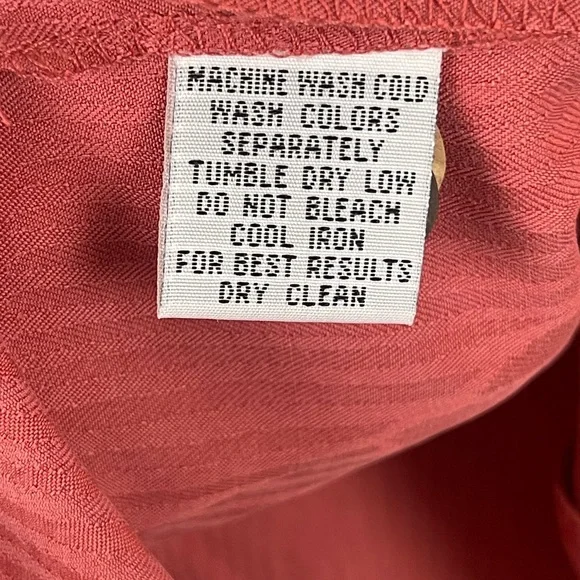 MACHINE WASH COLD
WASH COLORS
SEPARATELY
TUMBLE DRY LOW
DO NOT BLEACH
COOL IRON
FOR BEST RESULTS
DRY CLEAN